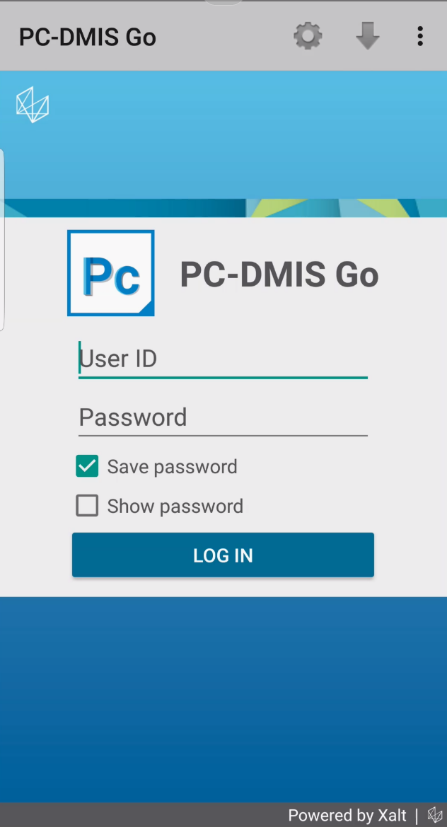 PC-DMIS Go
Pc PC-DMIS Go
User ID
Password
Save password
Show password
LOG IN
Powered by Xalt |